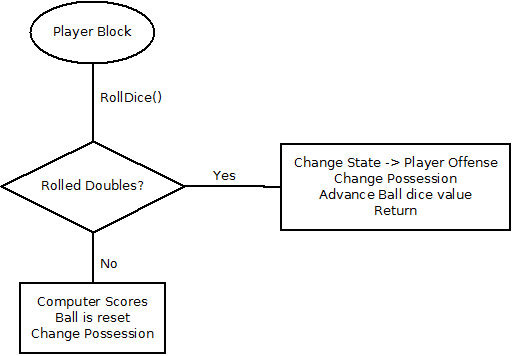 Player Block
RollDice()
Rolled Doubles?
Yes
Change State -> Player Offense
Change Possession
Advance Ball dice value
Return
No
Computer Scores
Ball is reset
Change Possession